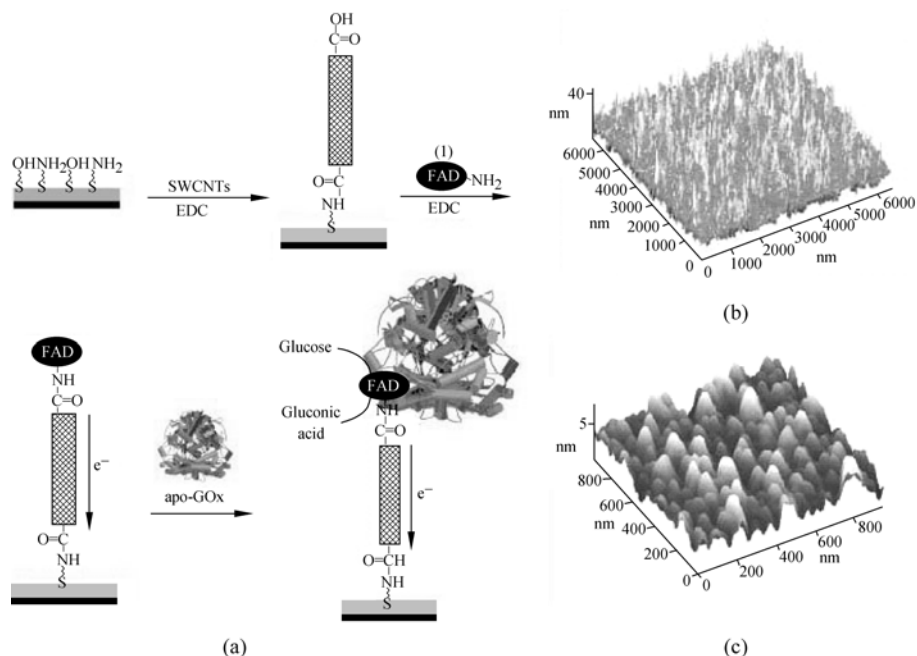 OH
C=O
(1)
OHNH2OHNH2
S S S S
SWCNTs
EDC
FAD
NH2
EDC
O=C
NH
S
40
nm
6000
5000
4000
3000
2000
1000
0
nm
0
1000
2000
3000
4000
5000
6000
nm
(b)
FAD
NH
C=O
e−
O=C
NH
S
apo-GOx
Glucose
FAD
Gluconic
acid
NH
C=O
e−
O=CH
NH
S
5
nm
800
600
nm
400
200
0
0
200
400
600
800
nm
(a)
(c)